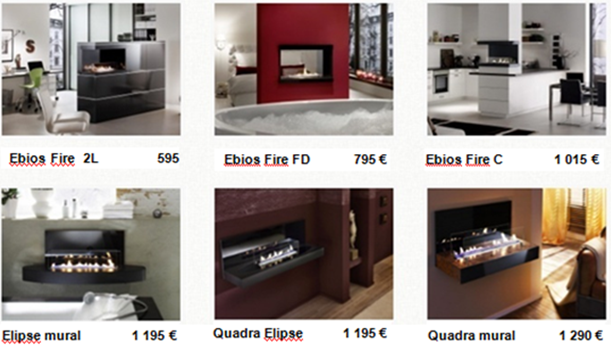 Ebios Fire 2L 595
Ebios Fire FD 795 €
Ebios Fire C 1 015 €
Elipse mural 1 195 €
Quadra Elipse 1 195 €
Quadra mural 1 290 €